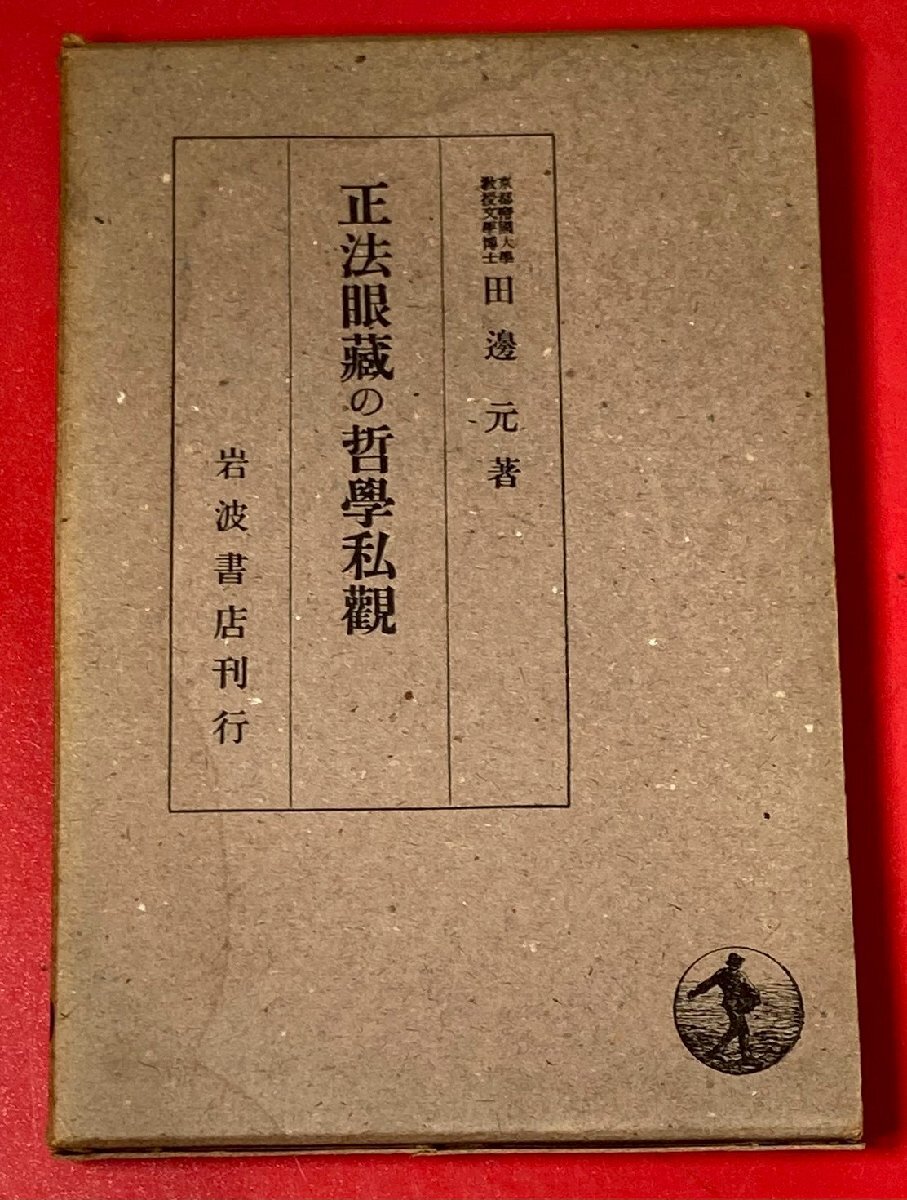 京都帝國大學
教授文學博士
田邊元著
正法眼藏の哲學私觀
岩波書店刊行